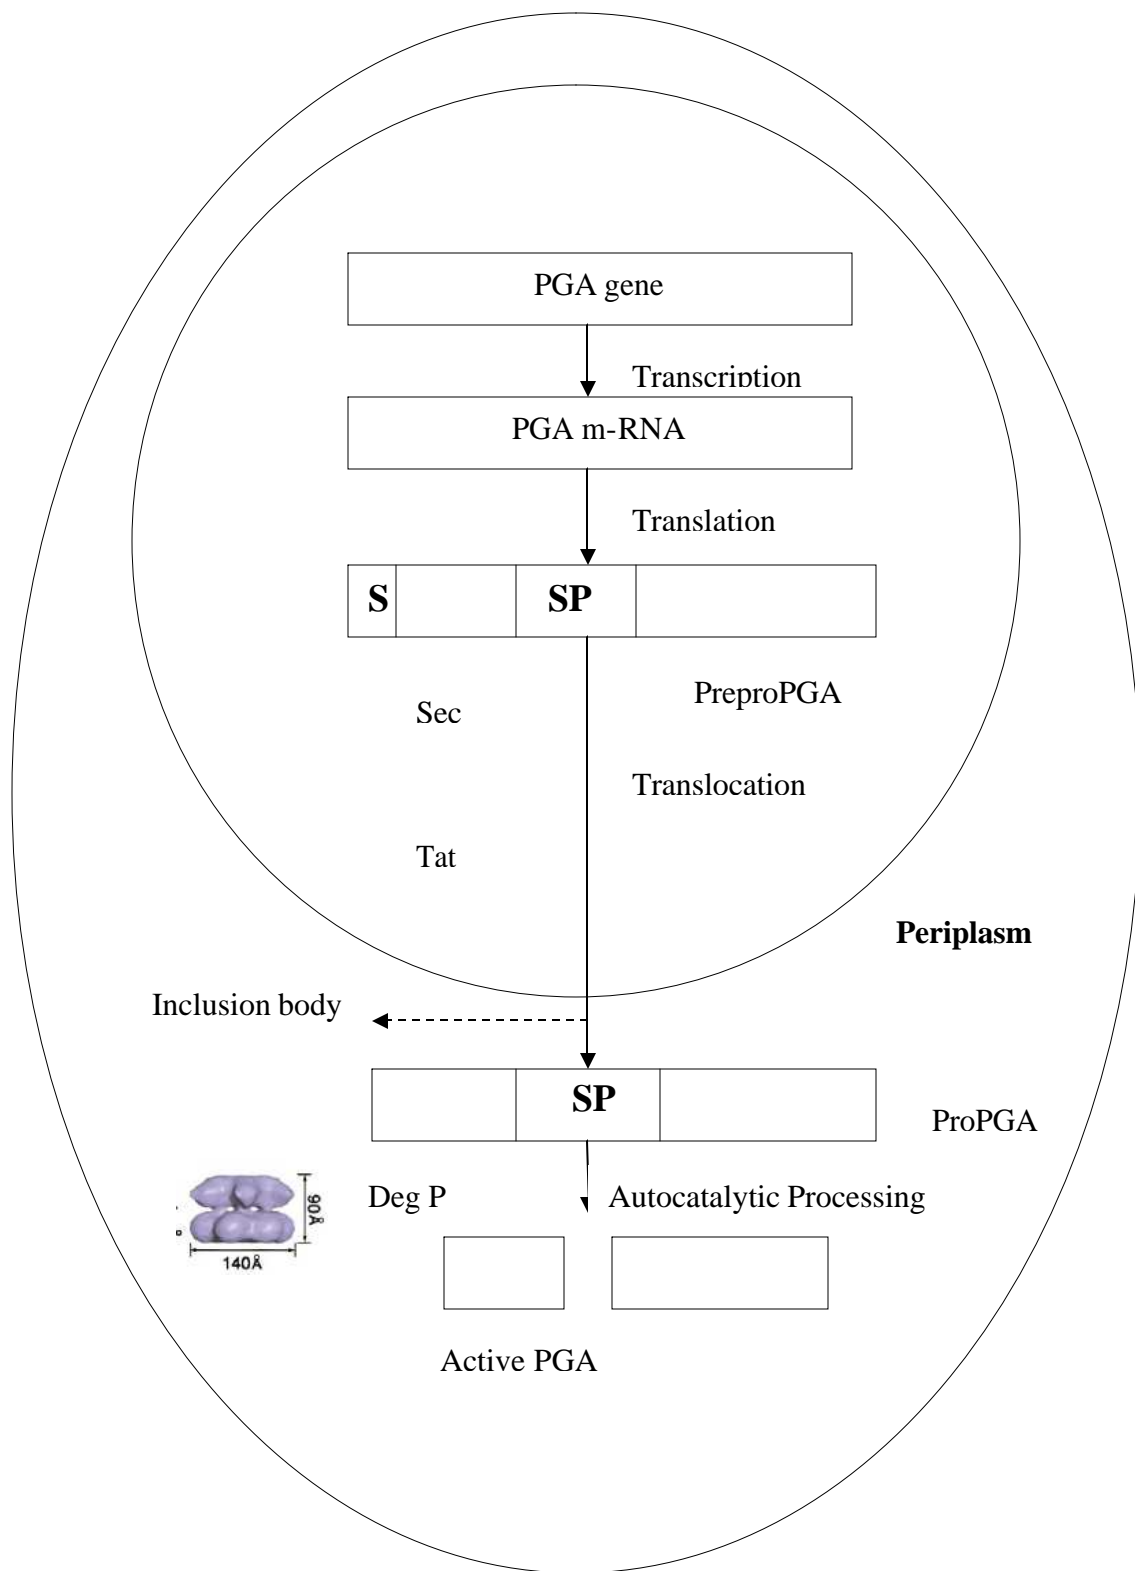 PGA gene
Transcription
PGA m-RNA
Translation
S SP
PreproPGA
Sec
Translocation
Tat
Periplasm
Inclusion body
SP
ProPGA
Deg P Autocatalytic Processing
90Å
140Å
Active PGA